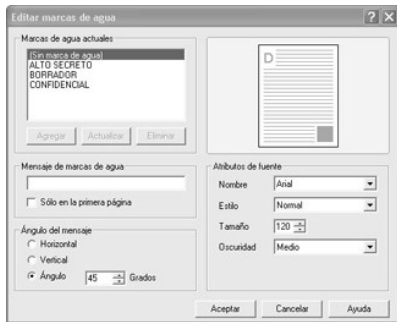 Editar marcas de agua
Marcas de agua actuales
(Sin marca de agua)
ALTO SECRETO
BORRADOR
CONFIDENCIAL
Agregar Actualizar Eliminar
Mensaje de marcas de agua
Sólo en la primera página
Ángulo del mensaje
Horizontal
Vertical
Ángulo 45 Grados
D
Atributos de fuente
Nombre Arial
Estilo Normal
Tamaño 120
Oscuridad Medio
Aceptar Cancelar Ayuda